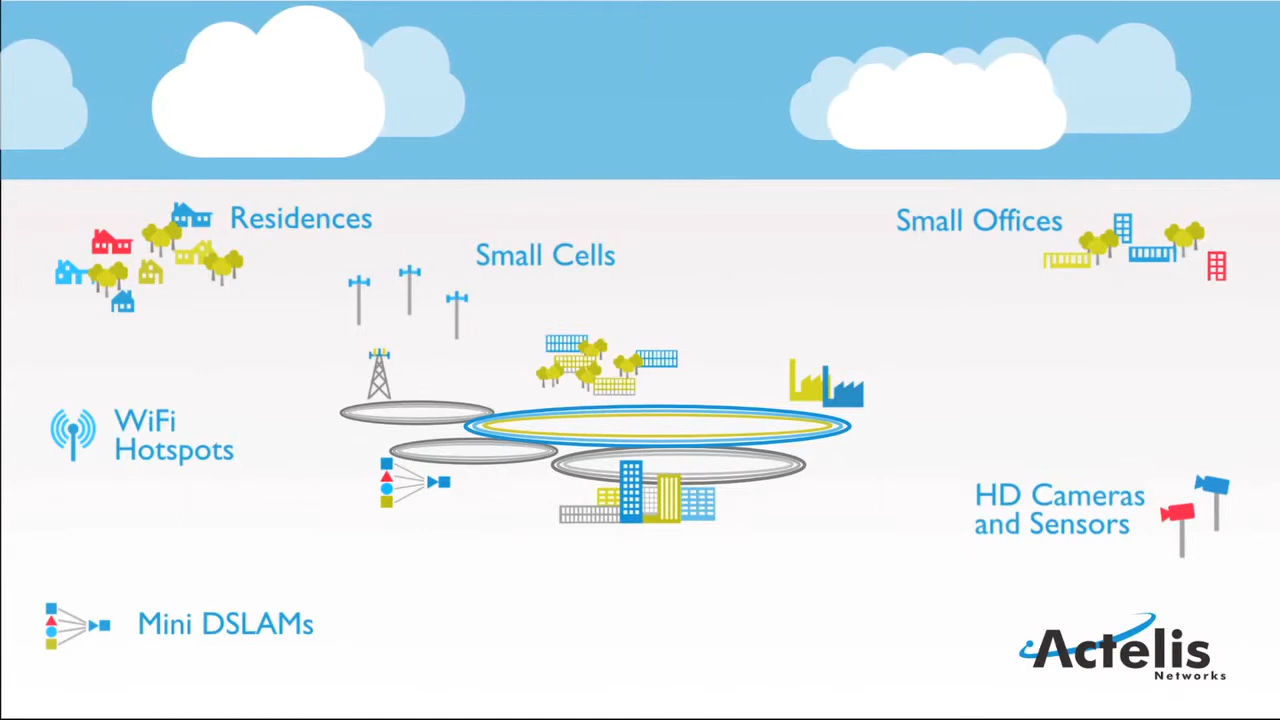 Residences
Small Offices
Small Cells
WiFi
Hotspots
HD Cameras
and Sensors
Mini DSLAMs
Actelis
Networks